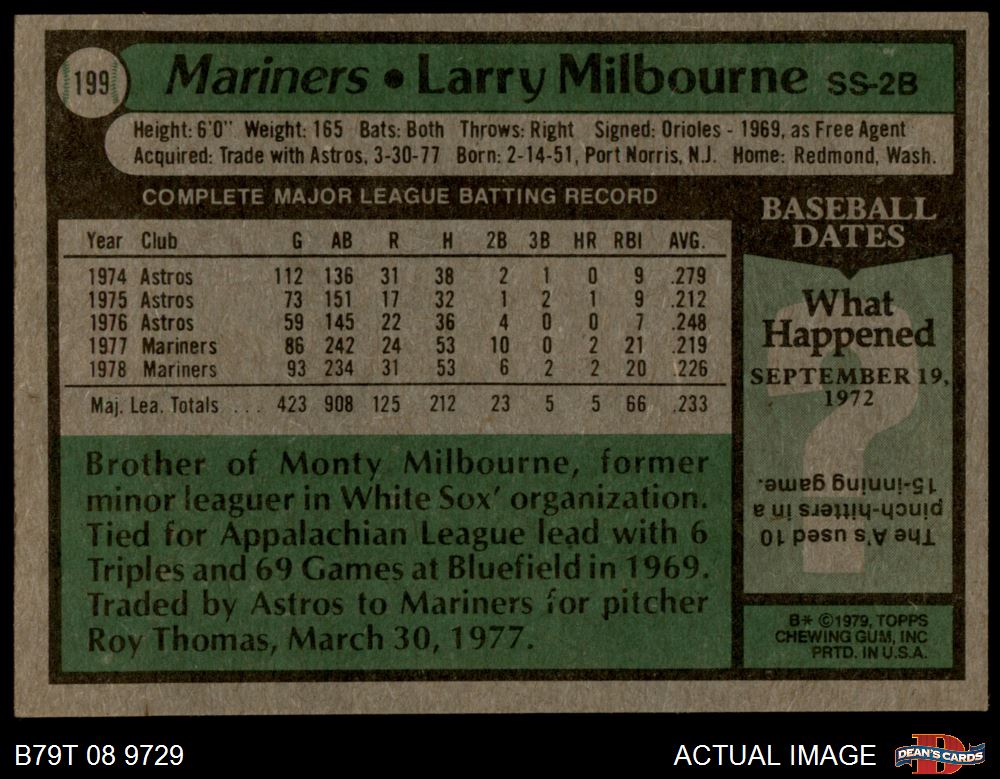 199
Mariners • Larry Milbourne SS-2B
Height: 6'0" Weight: 165 Bats: Both Throws: Right Signed: Orioles - 1969, as Free Agent
Acquired: Trade with Astros, 3-30-77 Born: 2-14-51, Port Norris, N.J. Home: Redmond, Wash.
COMPLETE MAJOR LEAGUE BATTING RECORD
Year Club G AB R H 2B 3B HR RBI AVG.
1974 Astros 112 136 31 38 2 1 0 9 .279
1975 Astros 73 151 17 32 1 2 1 9 .212
1976 Astros 59 145 22 36 4 0 0 7 .248
1977 Mariners 86 242 24 53 10 0 2 21 .219
1978 Mariners 93 234 31 53 6 2 2 20 .226
Maj. Lea. Totals ... 423 908 125 212 23 5 5 66 .233
Brother of Monty Milbourne, former
minor leaguer in White Sox' organization.
Tied for Appalachian League lead with 6
Triples and 69 Games at Bluefield in 1969.
Traded by Astros to Mariners for pitcher
Roy Thomas, March 30, 1977.
BASEBALL
DATES
What
Happened
SEPTEMBER 19,
1972
The A's used 10
pinch-hitters in a
15-inning game.
B* ©1979, TOPPS
CHEWING GUM, INC
PRTD. IN U.S.A.
B79T 08 9729
ACTUAL IMAGE
DEAN'S CARDS